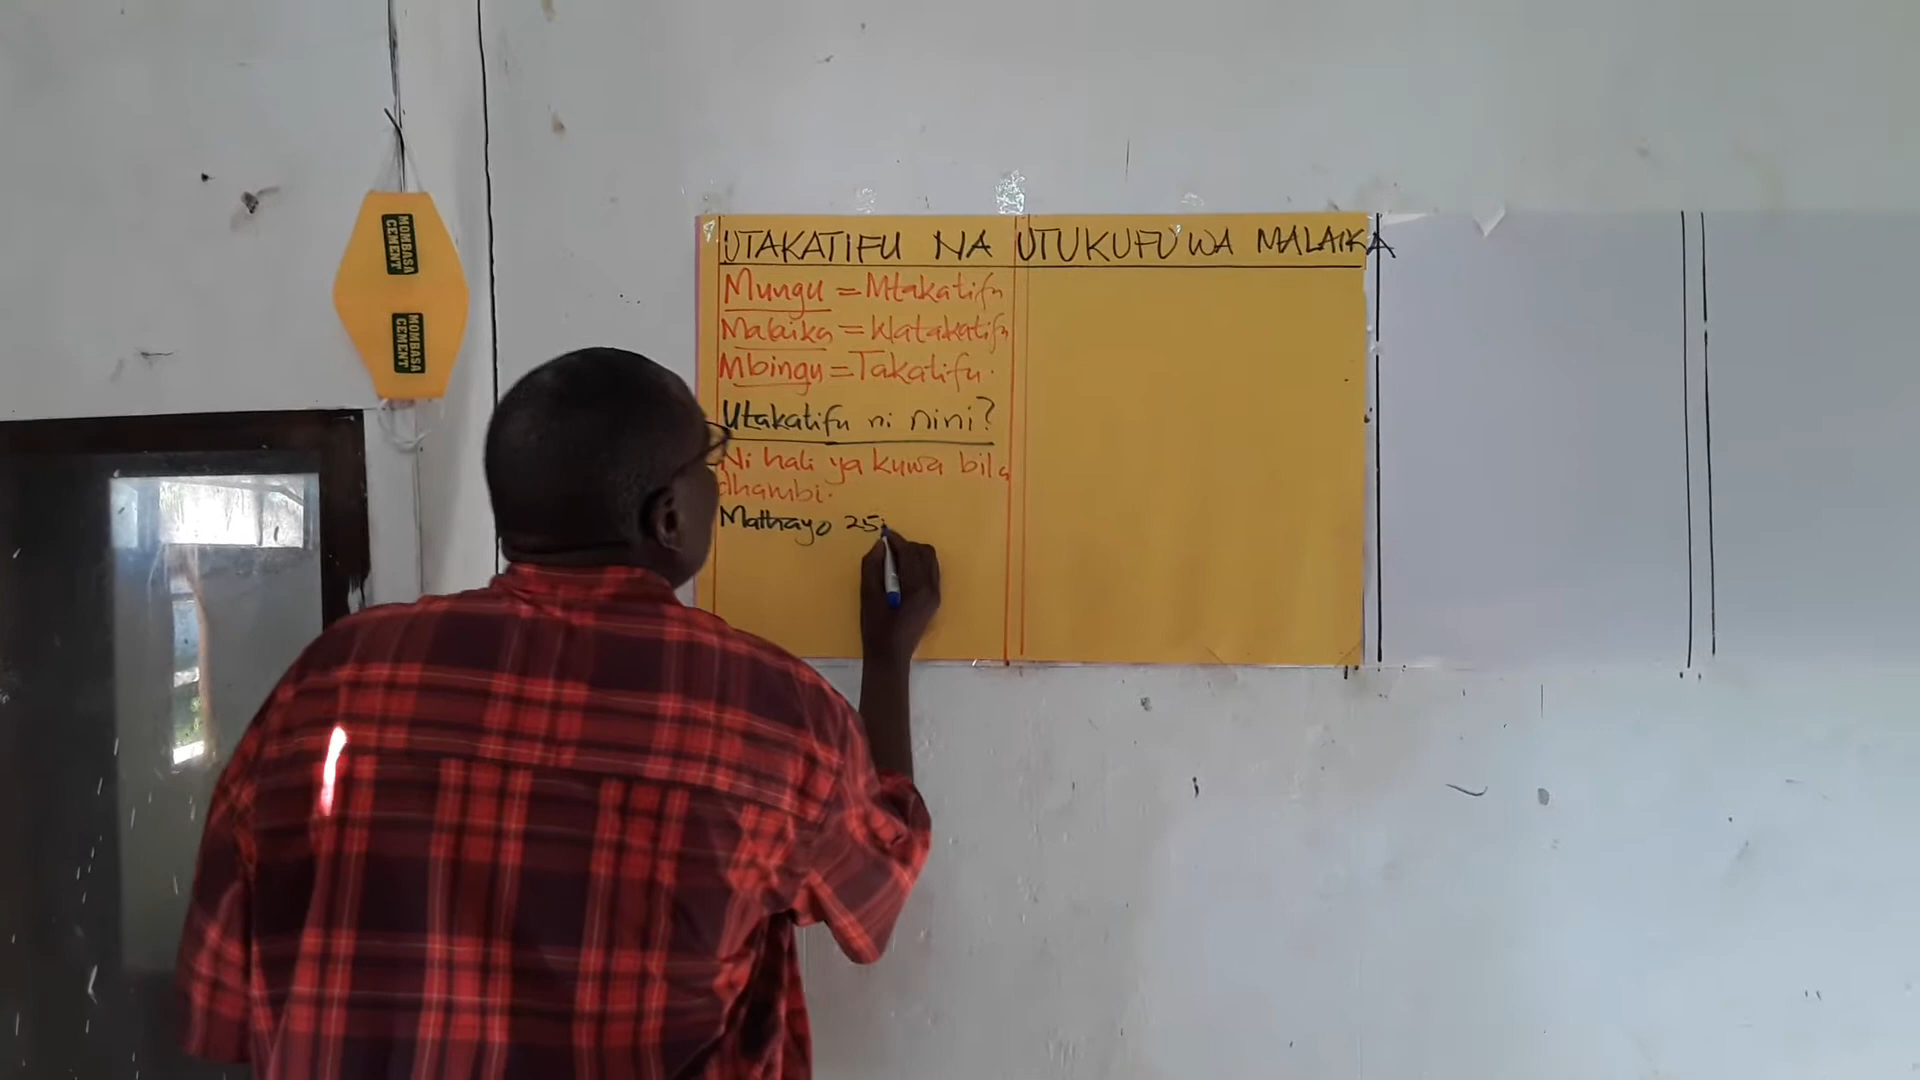 MOMBASA
CEMENT
MOMBASA
CEMENT
UTAKATIFU NA UTUKUFU WA MALAIKA
Mungu = Mtakatifu
Malaika = Watakatifu
Mbingu = Takatifu.
Utakatifu ni nini?
Ni hali ya kuwa bila
dhambi.
Mathayo 25: